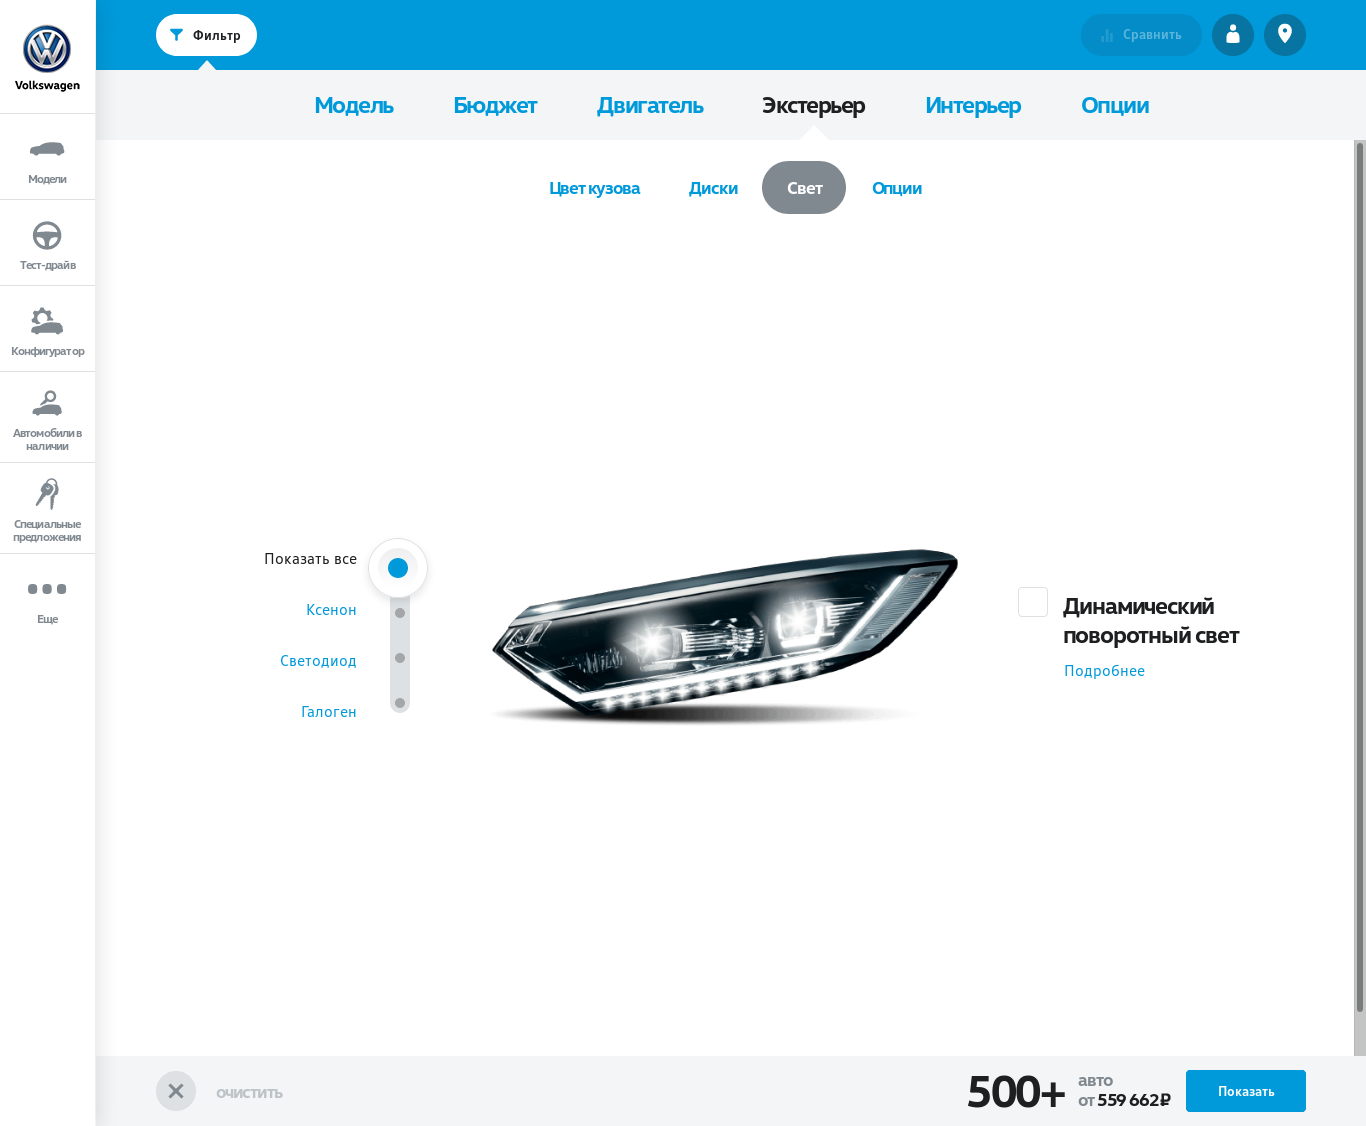 Volkswagen
Модели
Тест-драйв
Конфигуратор
Автомобили в
наличии
Специальные
предложения
Еще
Фильтр
Сравнить
Модель
Бюджет
Двигатель
Экстерьер
Интерьер
Опции
Цвет кузова
Диски
Свет
Опции
Показать все
Ксенон
Светодиод
Галоген
Динамический
поворотный свет
Подробнее
ОЧИСТИТЬ
500+
авто
от 559 662₽
Показать